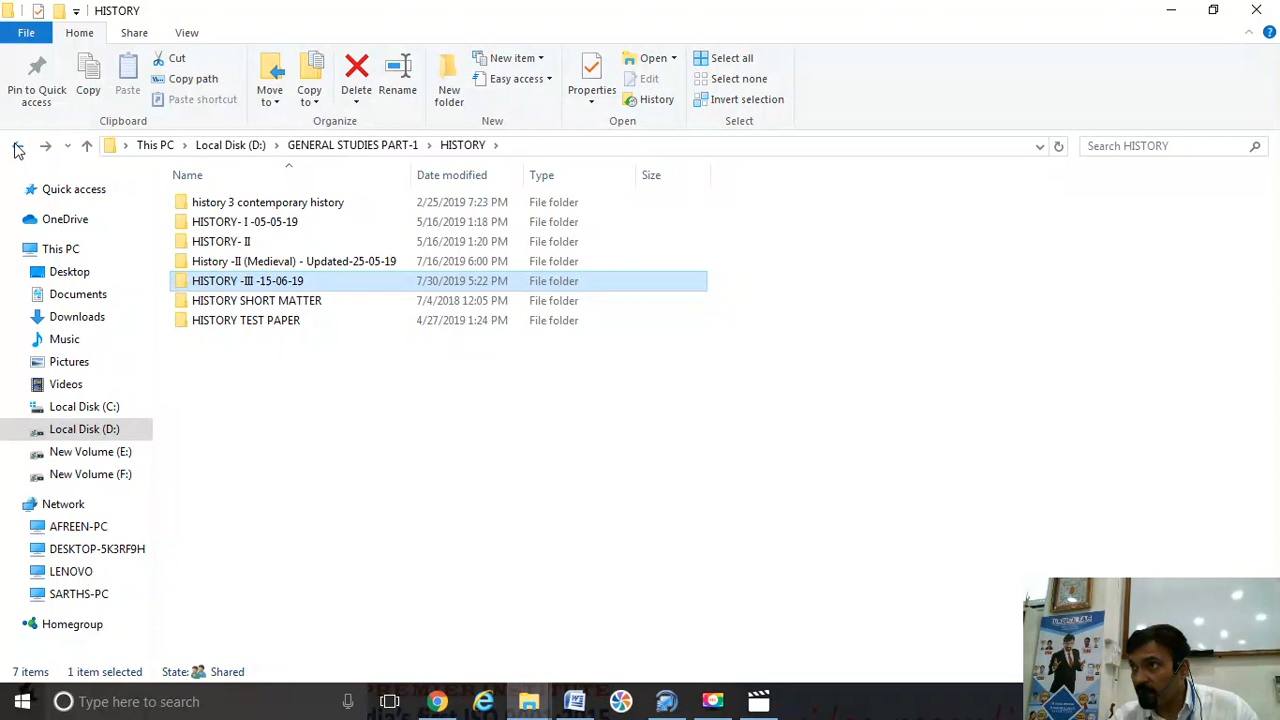 HISTORY
File Home Share View
Pin to Quick access
Copy
Paste
Cut
Copy path
Paste shortcut
Clipboard
Move to
Copy to
Delete
Rename
Organize
New folder
New item
Easy access
New
Properties
Open
Edit
History
Open
Select all
Select none
Invert selection
Select
This PC Local Disk (D:) GENERAL STUDIES PART-1 HISTORY
Search HISTORY
Quick access
OneDrive
This PC
Desktop
Documents
Downloads
Music
Pictures
Videos
Local Disk (C:)
Local Disk (D:)
New Volume (E:)
New Volume (F:)
Network
AFREEN-PC
DESKTOP-5K3RF9H
LENOVO
SARTHS-PC
Homegroup
Name Date modified Type Size
history 3 contemporary history 2/25/2019 7:23 PM File folder
HISTORY- I -05-05-19 5/16/2019 1:18 PM File folder
HISTORY- II 5/16/2019 1:20 PM File folder
History -II (Medieval) - Updated-25-05-19 7/16/2019 6:00 PM File folder
HISTORY -III -15-06-19 7/30/2019 5:22 PM File folder
HISTORY SHORT MATTER 7/4/2018 12:05 PM File folder
HISTORY TEST PAPER 4/27/2019 1:24 PM File folder
7 items 1 item selected State: Shared
Type here to search